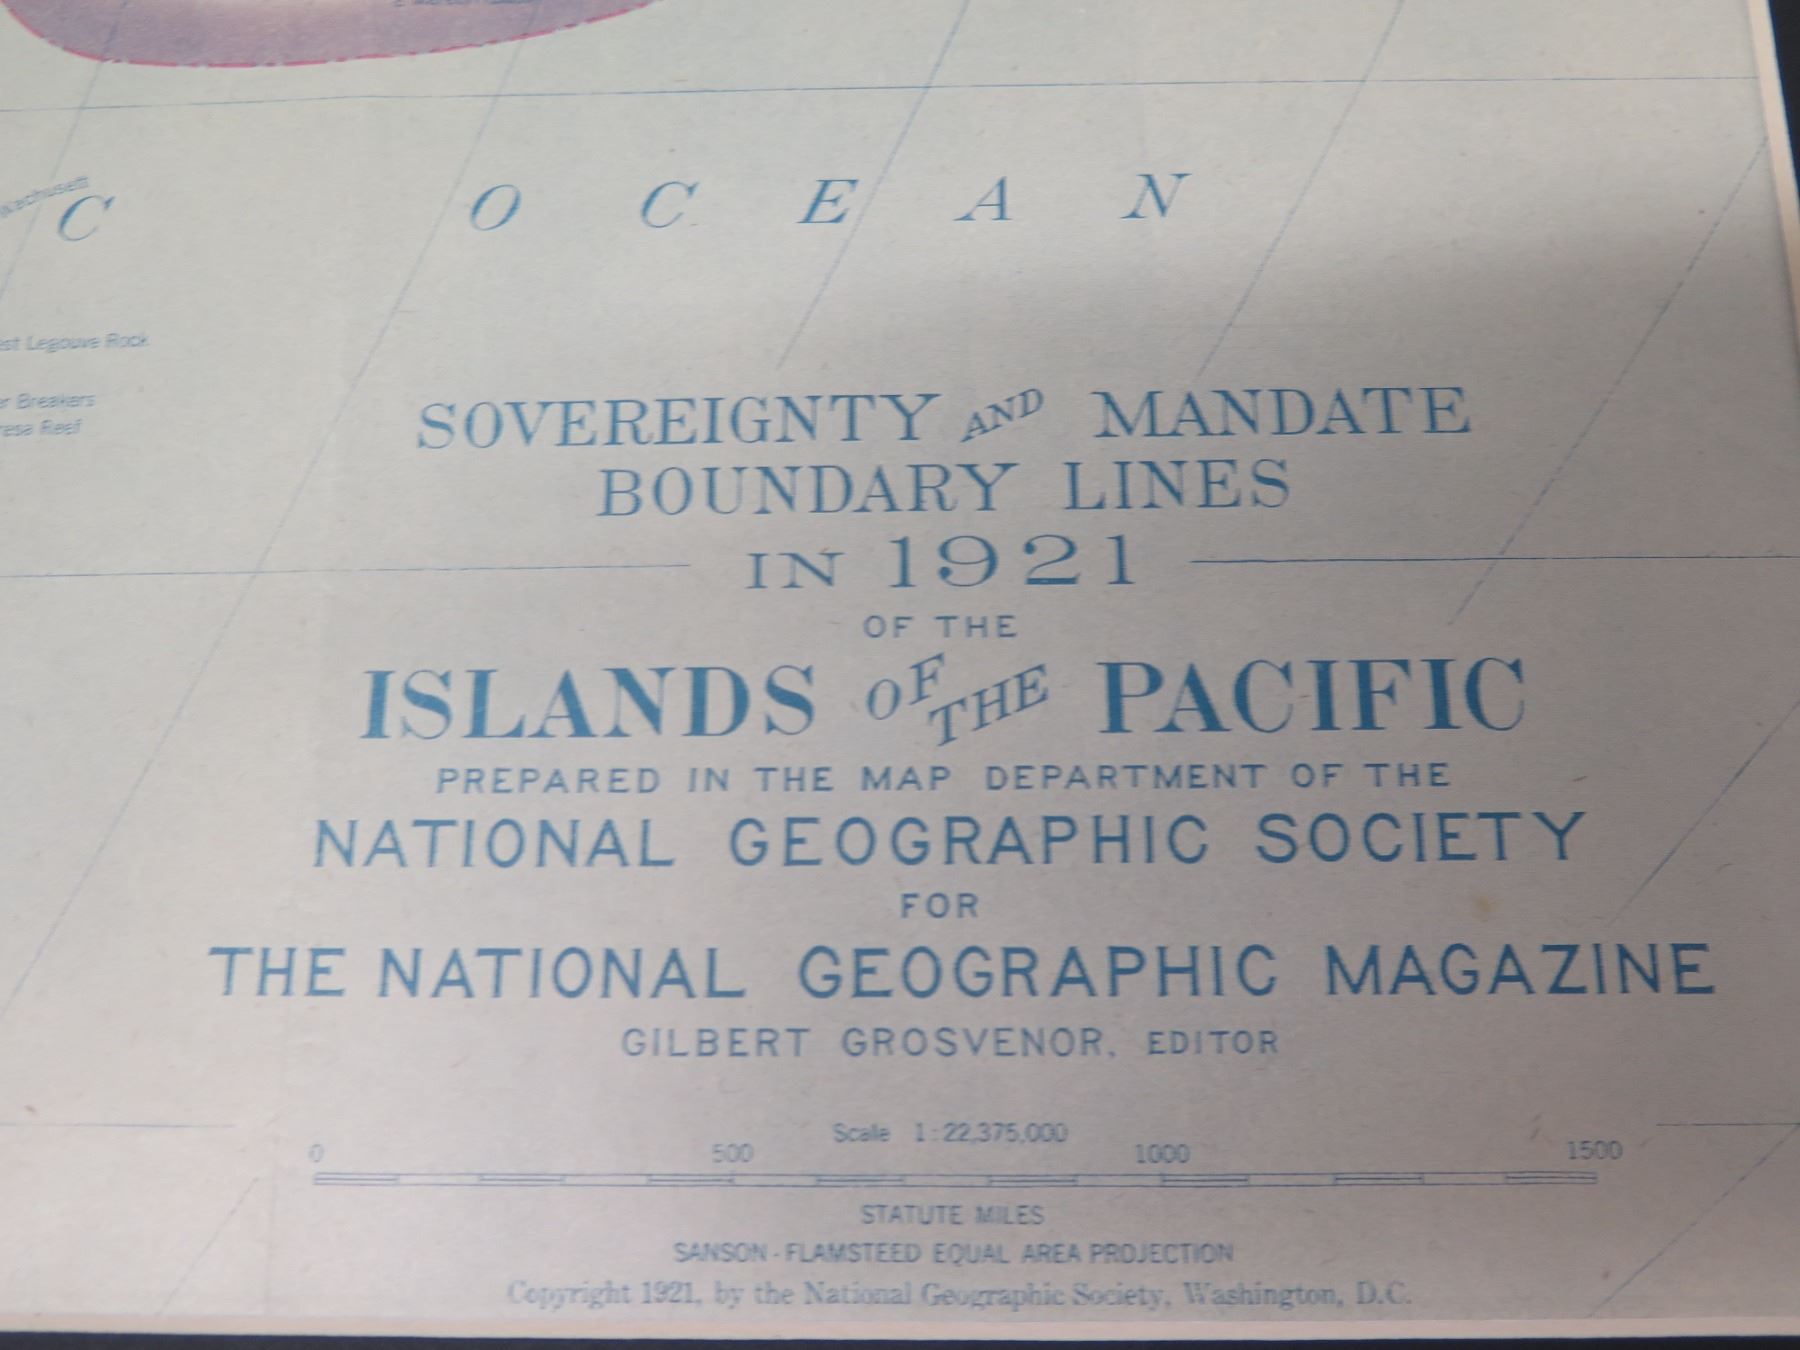 Wachusett
C OCEAN
Legouve Rock
Breakers
Reef
SOVEREIGNTY AND MANDATE
BOUNDARY LINES
IN 1921
OF THE
ISLANDS OF THE PACIFIC
PREPARED IN THE MAP DEPARTMENT OF THE
NATIONAL GEOGRAPHIC SOCIETY
FOR
THE NATIONAL GEOGRAPHIC MAGAZINE
GILBERT GROSVENOR, EDITOR
Scale 1:22,375,000
0 500 1000 1500
STATUTE MILES
SANSON-FLAMSTEED EQUAL AREA PROJECTION
Copyright 1921, by the National Geographic Society, Washington, D.C.